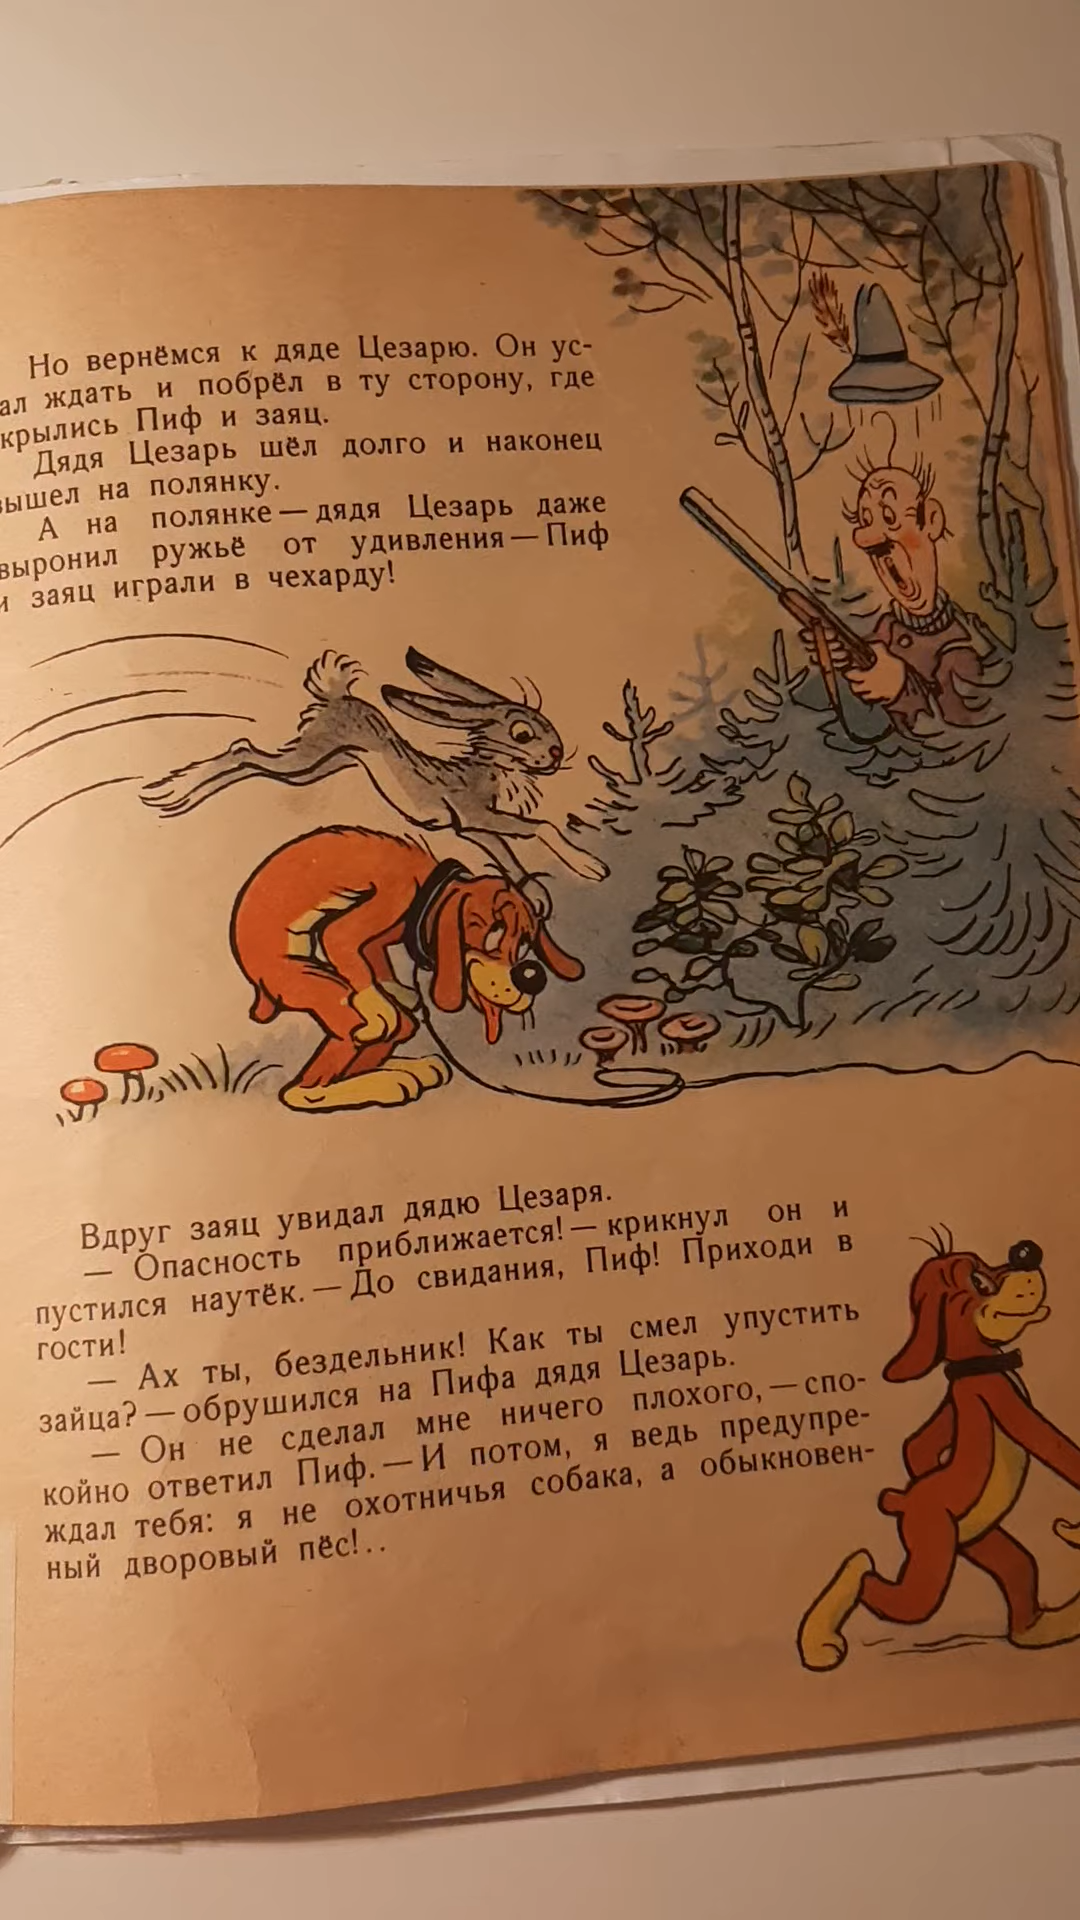 Но вернёмся к дяде Цезарю. Он ус-
ал ждать и побрёл в ту сторону, где
крылись Пиф и заяц.
Дядя Цезарь шёл долго и наконец
вышел на полянку.
А на полянке — дядя Цезарь даже
выронил ружьё от удивления — Пиф
и заяц играли в чехарду!
Вдруг заяц увидал дядю Цезаря.
— Опасность приближается! — крикнул он и
пустился наутёк. — До свидания, Пиф! Приходи в
гости!
— Ах ты, бездельник! Как ты смел упустить
зайца? — обрушился на Пифа дядя Цезарь.
— Он не сделал мне ничего плохого, — спо-
койно ответил Пиф. — И потом, я ведь предупре-
ждал тебя: я не охотничья собака, а обыкновен-
ный дворовый пёс!..